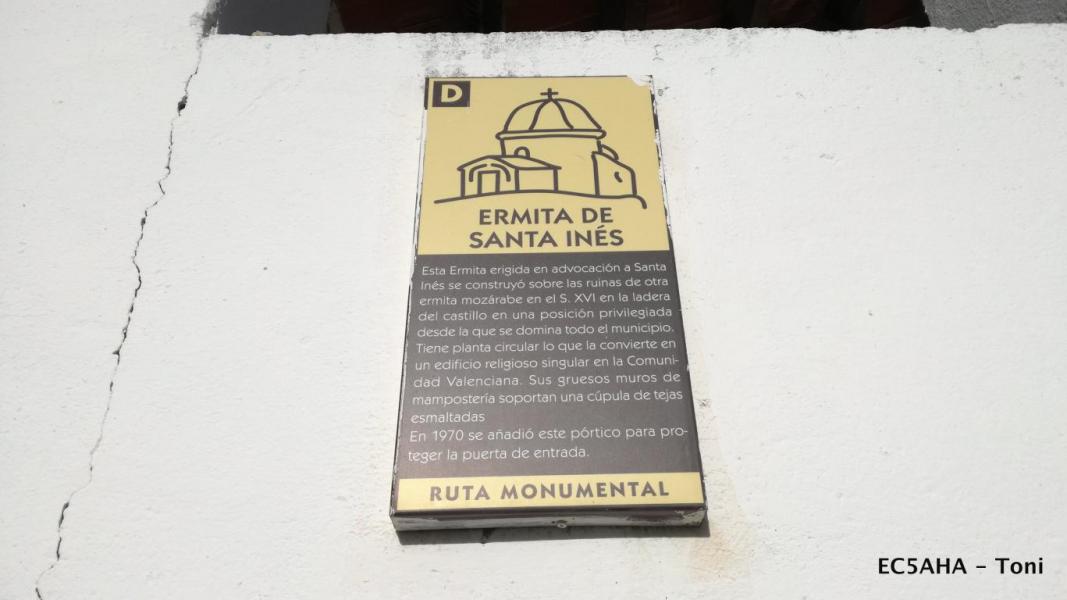 D
ERMITA DE
SANTA INÉS
Esta Ermita erigida en advocación a Santa
Inés se construyó sobre las ruinas de otra
ermita mozárabe en el S. XVI en la ladera
del castillo en una posición privilegiada
desde la que se domina todo el municipio.
Tiene planta circular lo que la convierte en
un edificio religioso singular en la Comuni-
dad Valenciana. Sus gruesos muros de
mampostería soportan una cúpula de tejas
esmaltadas
En 1970 se añadió este pórtico para pro-
teger la puerta de entrada.
RUTA MONUMENTAL
EC5AHA - Toni